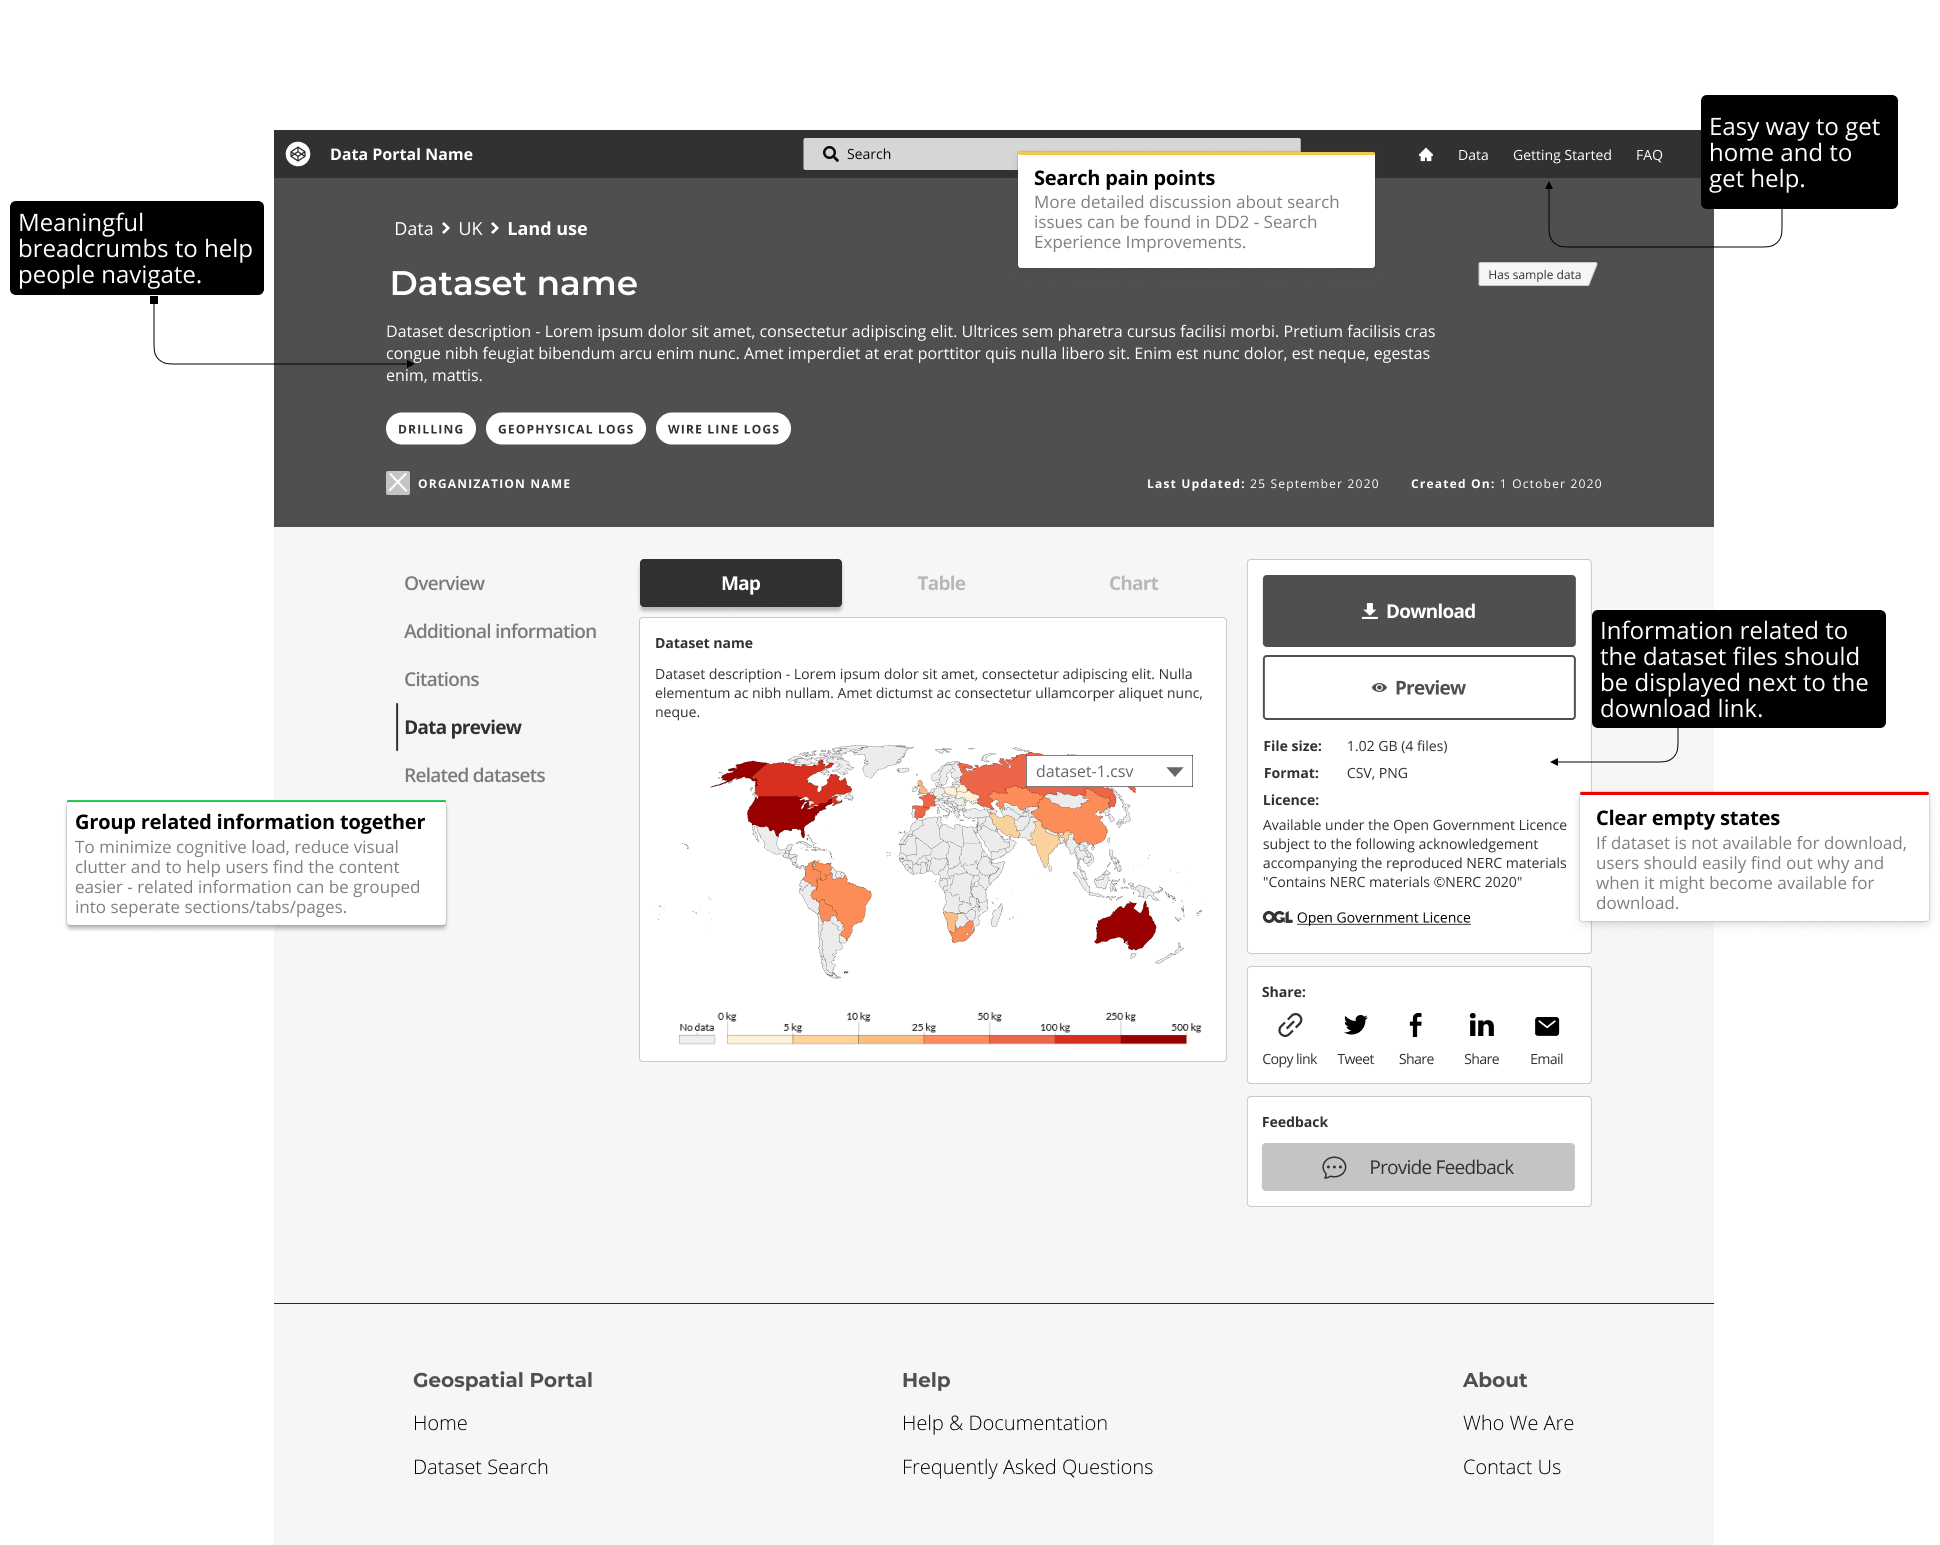 Easy way to get
home and to
get help.
Data Portal Name
Search
Data
Getting Started
FAQ
Search pain points
More detailed discussion about search
issues can be found in DD2 - Search
Experience Improvements.
Meaningful
breadcrumbs to help
people navigate.
Data
UK
Land use
Dataset name
Has sample data
Dataset description - Lorem ipsum dolor sit amet, consectetur adipiscing elit. Ultrices sem pharetra cursus facilisi morbi. Pretium facilisis cras
congue nibh feugiat bibendum arcu enim nunc. Amet imperdiet at erat porttitor quis nulla libero sit. Enim est nunc dolor, est neque, egestas
enim, mattis.
DRILLING
GEOPHYSICAL LOGS
WIRE LINE LOGS
ORGANIZATION NAME
Last Updated: 25 September 2020
Created On: 1 October 2020
Overview
Additional information
Citations
Data preview
Related datasets
Group related information together
To minimize cognitive load, reduce visual
clutter and to help users find the content
easier - related information can be grouped
into seperate sections/tabs/pages.
Map
Table
Chart
Dataset name
Dataset description - Lorem ipsum dolor sit amet, consectetur adipiscing elit. Nulla
elementum ac nibh nullam. Amet dictumst ac consectetur ullamcorper aliquet nunc,
neque.
dataset-1.csv
No data
0 kg
5 kg
10 kg
25 kg
50 kg
100 kg
250 kg
500 kg
Download
Preview
File size: 1.02 GB (4 files)
Format: CSV, PNG
Licence:
Available under the Open Government Licence
subject to the following acknowledgement
accompanying the reproduced NERC materials
"Contains NERC materials ©NERC 2020"
OGL Open Government Licence
Information related to
the dataset files should
be displayed next to the
download link.
Clear empty states
If dataset is not available for download,
users should easily find out why and
when it might become available for
download.
Share:
Copy link
Tweet
Share
Share
Email
Feedback
Provide Feedback
Geospatial Portal
Home
Dataset Search
Help
Help & Documentation
Frequently Asked Questions
About
Who We Are
Contact Us